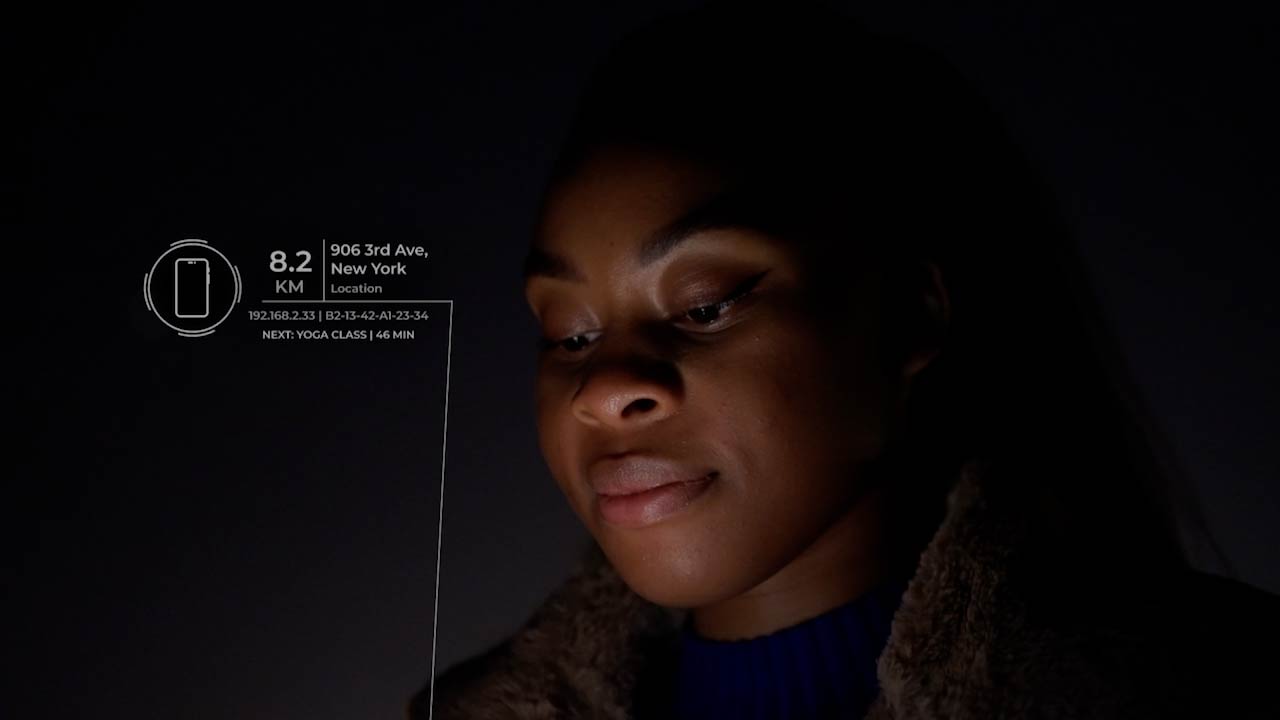 8.2
KM
906 3rd Ave,
New York
Location
192.168.2.33 | B2-13-42-A1-23-34
NEXT: YOGA CLASS | 46 MIN